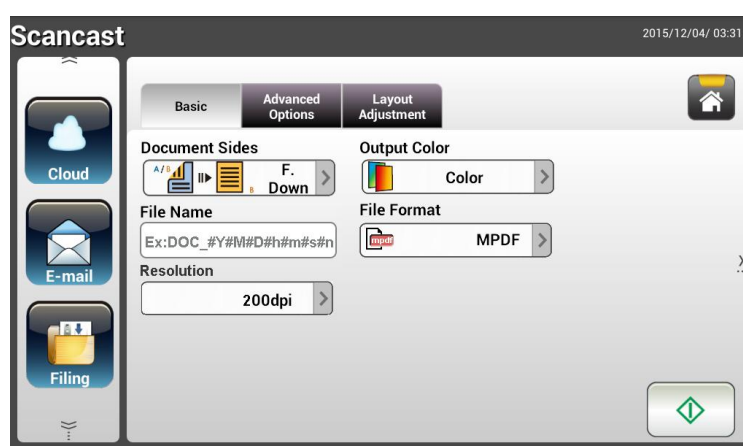 Scancast
2015/12/04/ 03:31
Cloud
E-mail
Filing
Basic
Advanced
Options
Layout
Adjustment
Document Sides
A/B
B
F.
Down
Output Color
Color
File Name
Ex:DOC_#Y#M#D#h#m#s#n
File Format
mpdf
MPDF
Resolution
200dpi